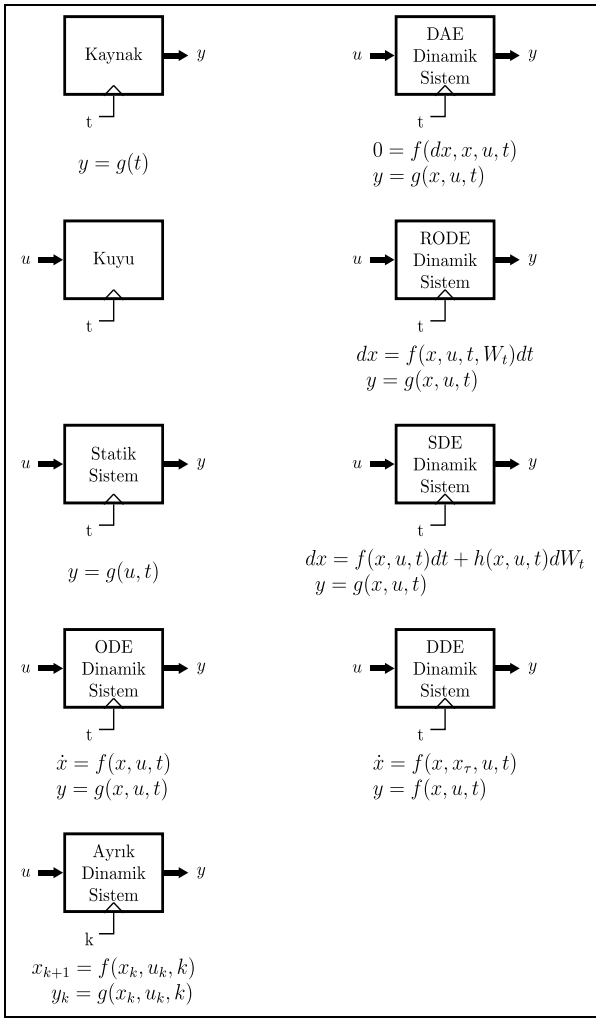 Kaynak
y
t
y = g(t)
u
Kuyu
t
u
Statik
Sistem
y
t
y = g(u, t)
u
ODE
Dinamik
Sistem
y
t
ẋ = f(x, u, t)
y = g(x, u, t)
u
Ayrık
Dinamik
Sistem
y
k
x_{k+1} = f(x_k, u_k, k)
y_k = g(x_k, u_k, k)
u
DAE
Dinamik
Sistem
y
t
0 = f(dx, x, u, t)
y = g(x, u, t)
u
RODE
Dinamik
Sistem
y
t
dx = f(x, u, t, W_t)dt
y = g(x, u, t)
u
SDE
Dinamik
Sistem
y
t
dx = f(x, u, t)dt + h(x, u, t)dW_t
y = g(x, u, t)
u
DDE
Dinamik
Sistem
y
t
ẋ = f(x, x_τ, u, t)
y = f(x, u, t)